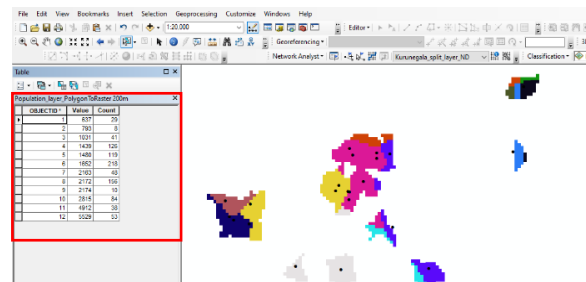 File Edit View Bookmarks Insert Selection Geoprocessing Customize Windows Help
1:20,000
Editor
Georeferencing
Network Analyst
Kurunegala_split_layer_ND
Classification
Table
Population_layer_PolygonToRaster 200m
OBJECTID * Value Count
1 637 29
2 793 8
3 1031 41
4 1439 126
5 1480 119
6 1652 218
7 2163 48
8 2172 156
9 2174 10
10 2815 84
11 4912 38
12 5529 53